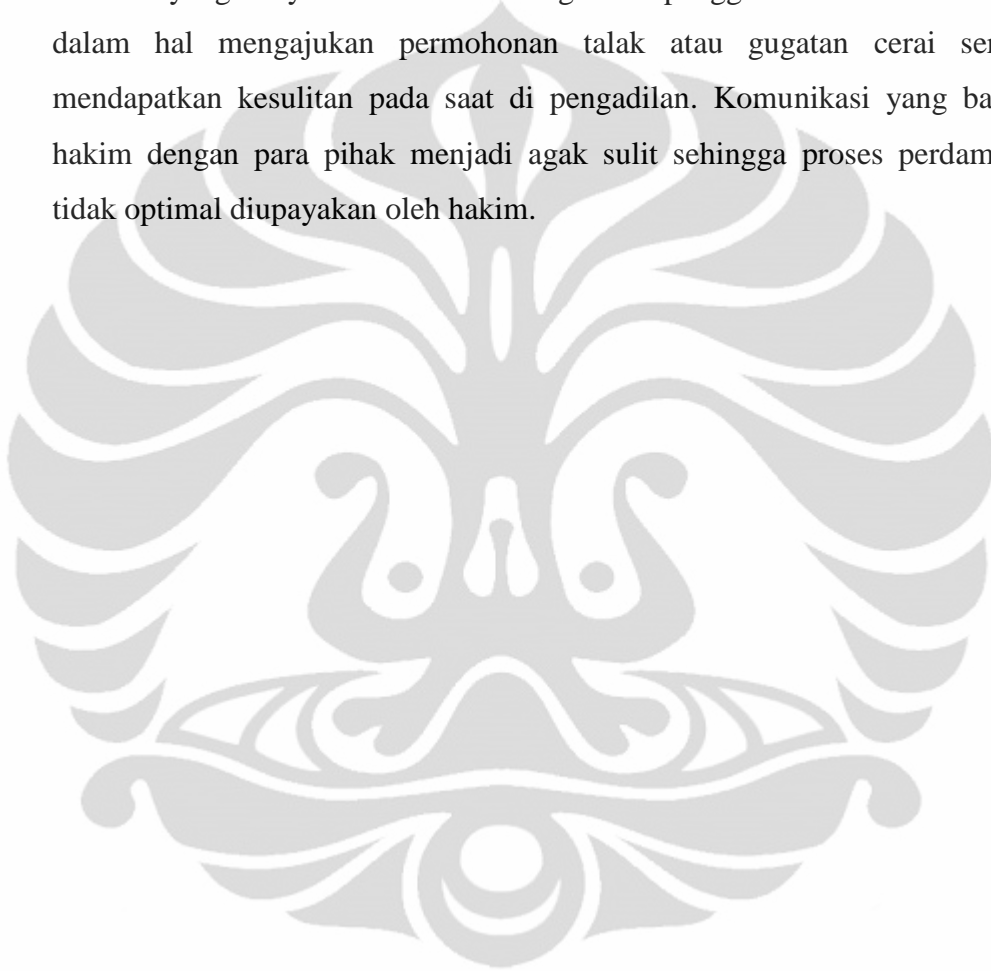 dalam hal mengajukan permohonan talak atau gugatan cerai
mendapatkan kesulitan pada saat di pengadilan. Komunikasi yang
hakim dengan para pihak menjadi agak sulit sehingga proses
tidak optimal diupayakan oleh hakim.